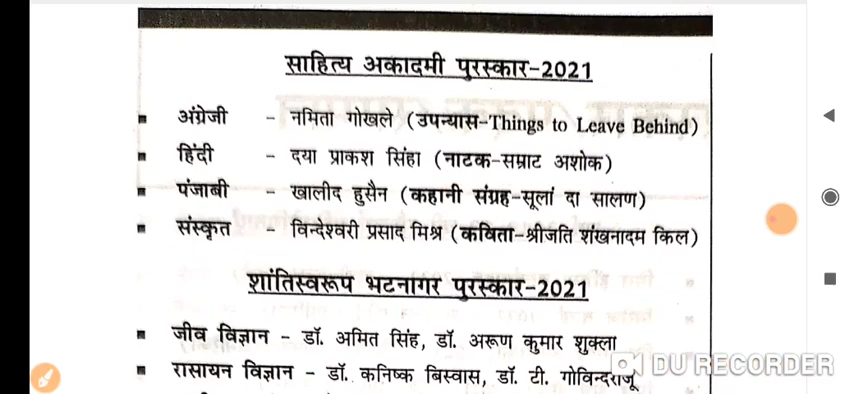 साहित्य अकादमी पुरस्कार-2021
अंग्रेजी - नमिता गोखले (उपन्यास-Things to Leave Behind)
हिंदी - दया प्रकाश सिंहा (नाटक-सम्राट अशोक)
पंजाबी - खालीद हुसैन (कहानी संग्रह-सूलां दा सालण)
संस्कृत - विन्देश्वरी प्रसाद मिश्र (कविता-श्रीजति शंखनादम किल)
शांतिस्वरूप भटनागर पुरस्कार-2021
जीव विज्ञान - डॉ. अमित सिंह, डॉ. अरूण कुमार शुक्ला
रासायन विज्ञान - डॉ. कनिष्क बिस्वास, डॉ. टी. गोविन्दराजू
DU RECORDER